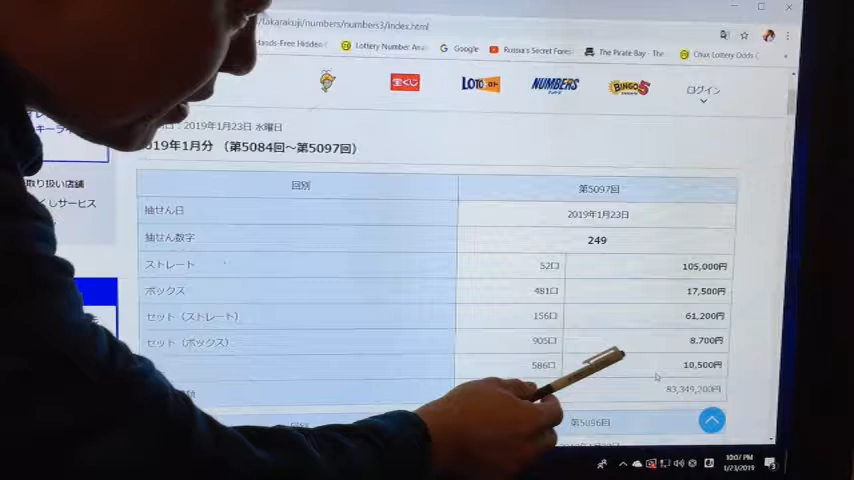 /takarakuji/numbers/numbers3/index.html
Hands-Free Hidden
Lottery Number Ana
Google
Russia's Secret Fores
The Pirate Bay - The
Chux Lottery Odds C
宝くじ
LOTO
NUMBERS
BINGO5
ログイン
2019年1月23日 水曜日
019年1月分 (第5084回～第5097回)
取り扱い店舗
くじサービス
回別
第5097回
抽せん日
2019年1月23日
抽せん数字
249
ストレート
52口
105,000円
ボックス
481口
17,500円
セット(ストレート)
156口
61,200円
セット(ボックス)
905口
8,700円
586口
10,500円
83,349,200円
第5096回
10:07 PM
1/23/2019